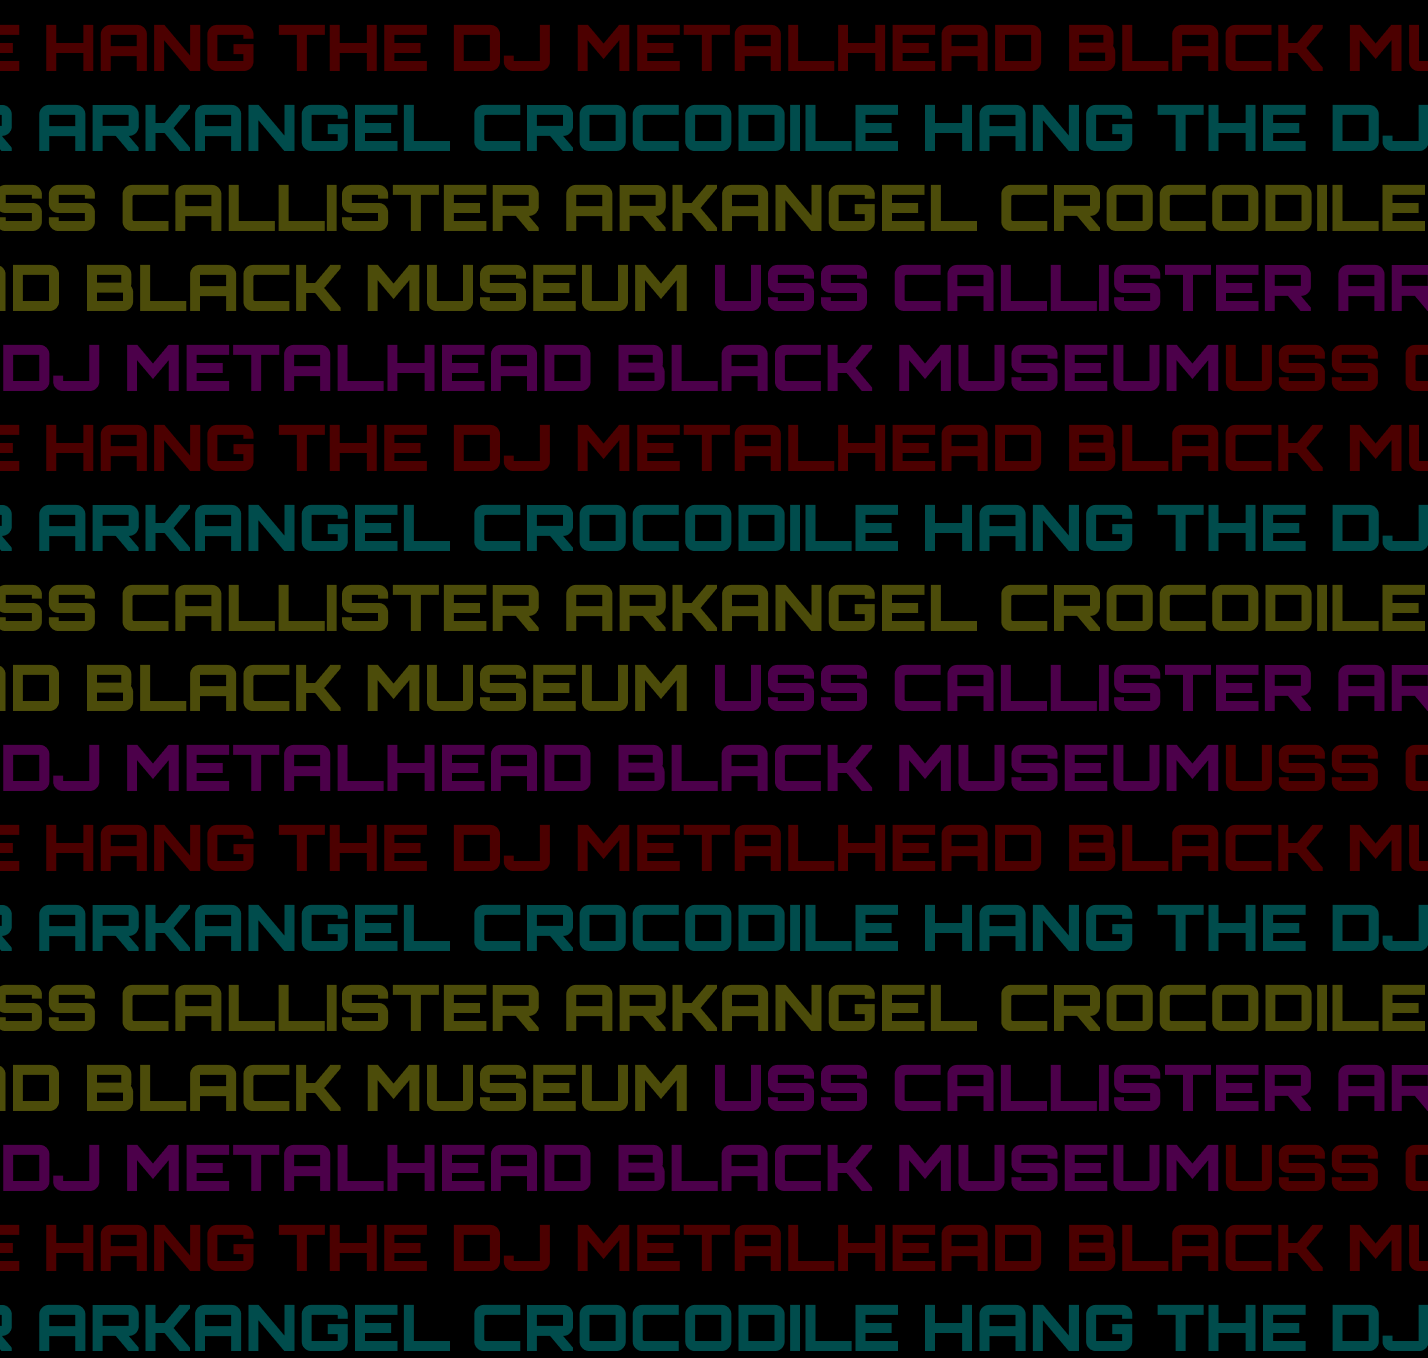 E HANG THE DJ METALHEAD BLACK MU
R ARKANGEL CROCODILE HANG THE DJ
SS CALLISTER ARKANGEL CROCODILE
AD BLACK MUSEUM USS CALLISTER AR
DJ METALHEAD BLACK MUSEUMUSS C
E HANG THE DJ METALHEAD BLACK MU
R ARKANGEL CROCODILE HANG THE DJ
SS CALLISTER ARKANGEL CROCODILE
AD BLACK MUSEUM USS CALLISTER AR
DJ METALHEAD BLACK MUSEUMUSS C
E HANG THE DJ METALHEAD BLACK MU
R ARKANGEL CROCODILE HANG THE DJ
SS CALLISTER ARKANGEL CROCODILE
AD BLACK MUSEUM USS CALLISTER AR
DJ METALHEAD BLACK MUSEUMUSS C
E HANG THE DJ METALHEAD BLACK MU
R ARKANGEL CROCODILE HANG THE DJ